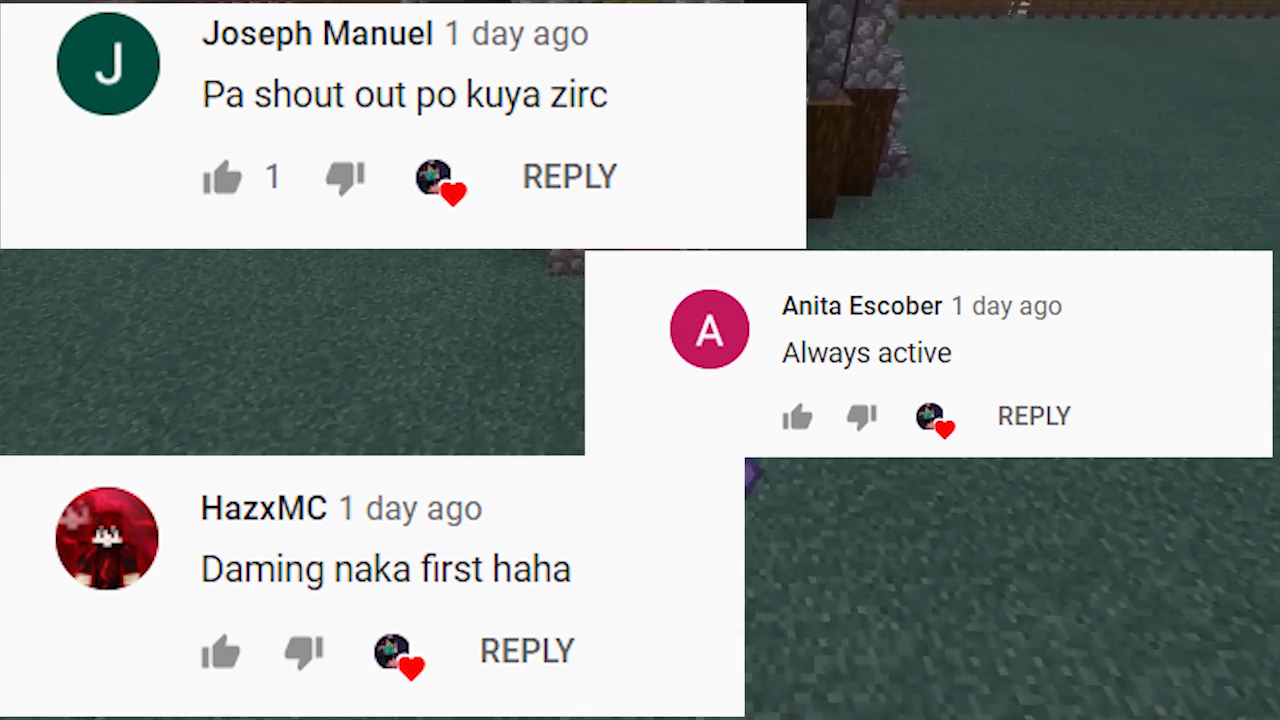 J
Joseph Manuel 1 day ago
Pa shout out po kuya zirc
1 REPLY
A
Anita Escober 1 day ago
Always active
REPLY
HazxMC 1 day ago
Daming naka first haha
REPLY